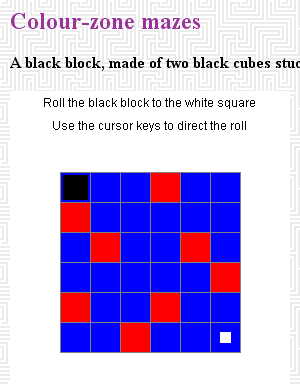 Colour-zone mazes
A black block, made of two black cubes
Roll the black block to the white square
Use the cursor keys to direct the roll